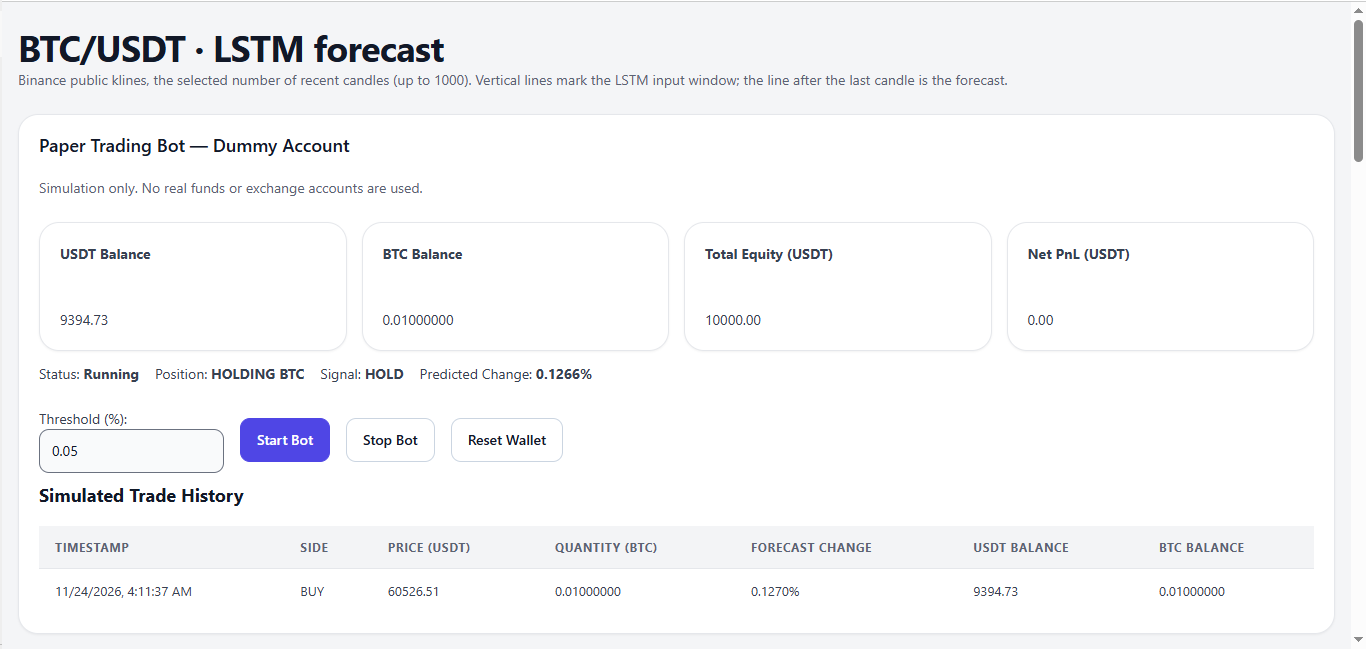 BTC/USDT · LSTM forecast
Binance public klines, the selected number of recent candles (up to 1000). Vertical lines mark the LSTM input window; the line after the last candle is the forecast.
Paper Trading Bot — Dummy Account
Simulation only. No real funds or exchange accounts are used.
USDT Balance BTC Balance Total Equity (USDT) Net PnL (USDT)
9394.73 0.01000000 10000.00 0.00
Status: Running Position: HOLDING BTC Signal: HOLD Predicted Change: 0.1266%
Threshold (%):
0.05 Start Bot Stop Bot Reset Wallet
Simulated Trade History
TIMESTAMP SIDE PRICE (USDT) QUANTITY (BTC) FORECAST CHANGE USDT BALANCE BTC BALANCE
11/24/2026, 4:11:37 AM BUY 60526.51 0.01000000 0.1270% 9394.73 0.01000000